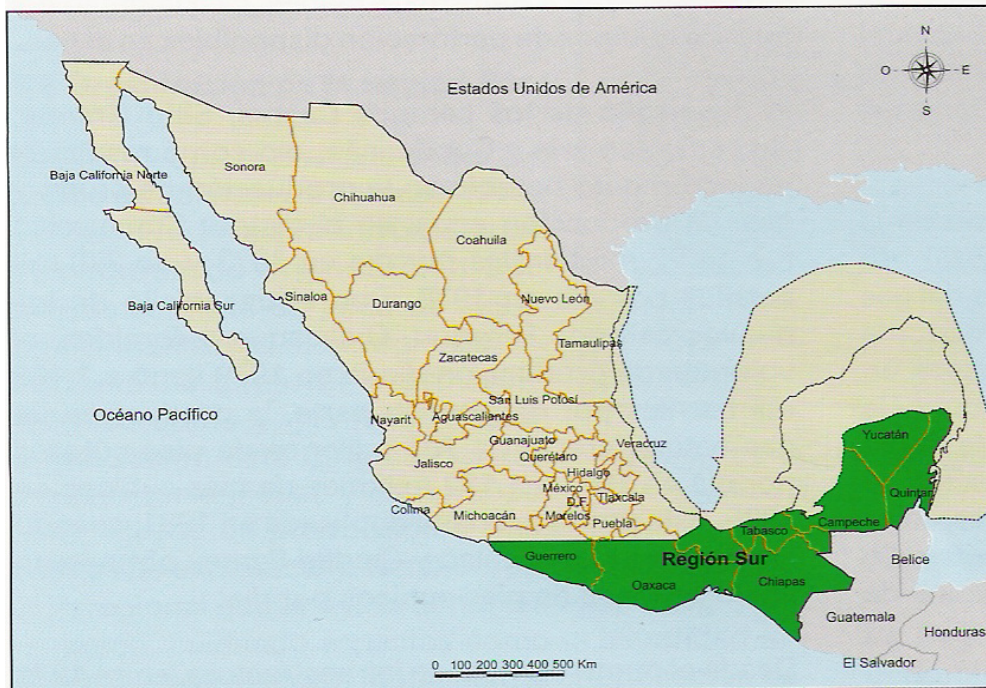 N
O
E
S
Estados Unidos de América
Baja California Norte
Sonora
Chihuahua
Coahuila
Baja California Sur
Sinaloa
Durango
Nuevo León
Tamaulipas
Zacatecas
San Luis Potosí
Océano Pacífico
Nayarit
Aguascalientes
Guanajuato
Querétaro
Veracruz
Yucatán
Jalisco
Hidalgo
México
Colima
Michoacán
D.F.
Tlaxcala
Morelos
Puebla
Quintan
Campeche
Tabasco
Guerrero
Región Sur
Oaxaca
Chiapas
Belice
Guatemala
Honduras
El Salvador
0 100 200 300 400 500 Km